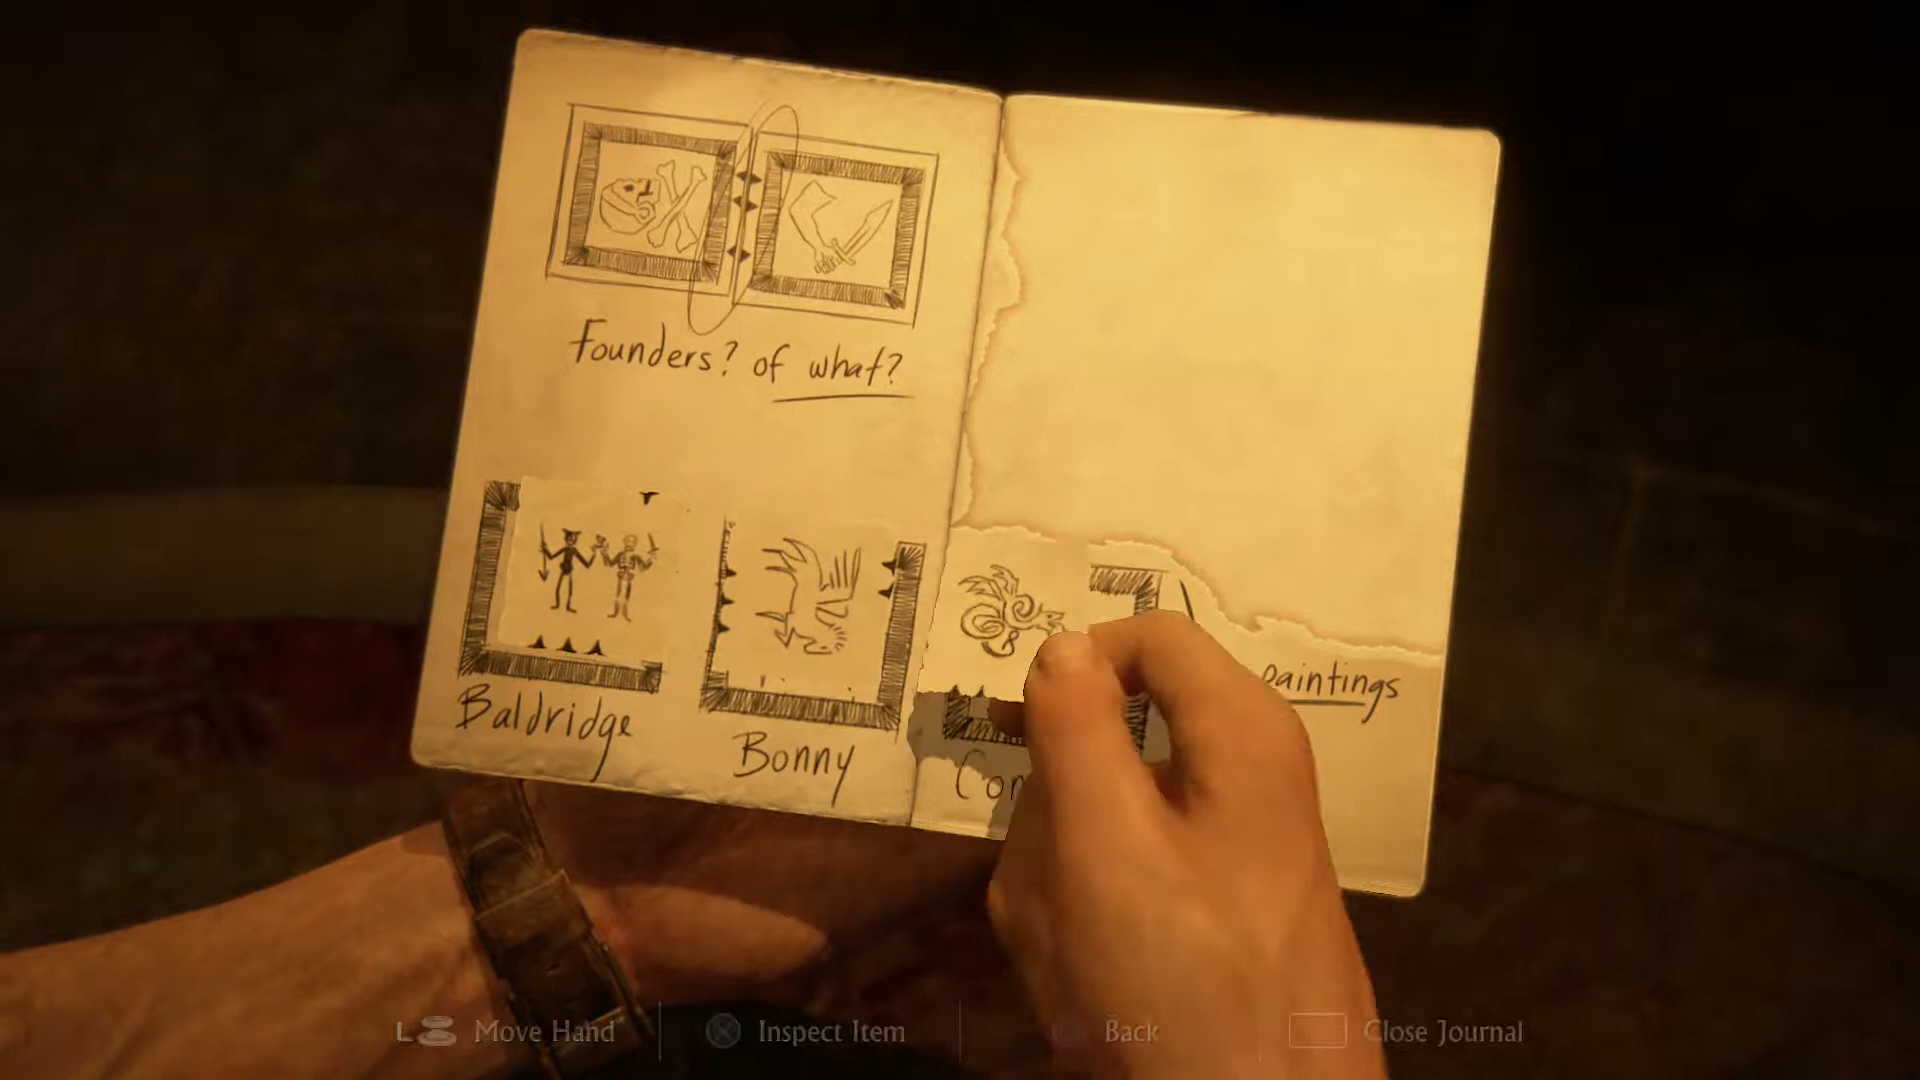 Founders? of what?
Baldridge
Bonny
paintings
L Move Hand
Inspect Item
Back
Close Journal